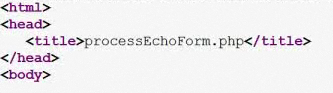 <html>
<head>
<title>processEchoForm.php</title>
</head>
<body>